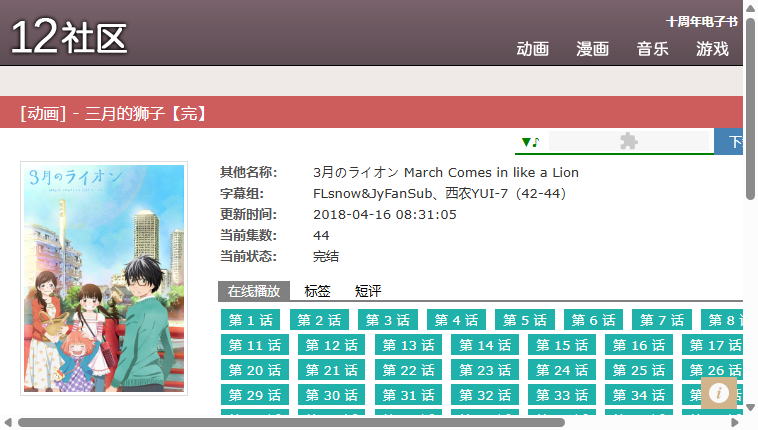 12社区
十周年电子书
动画 漫画 音乐 游戏
[动画] - 三月的狮子【完】
▼♪
下
3月のライオン
其他名称: 3月のライオン March Comes in like a Lion
字幕组: FLsnow&JyFanSub、西农YUI-7（42-44）
更新时间: 2018-04-16 08:31:05
当前集数: 44
当前状态: 完结
在线播放 标签 短评
第 1 话 第 2 话 第 3 话 第 4 话 第 5 话 第 6 话 第 7 话 第 8 话
第 11 话 第 12 话 第 13 话 第 14 话 第 15 话 第 16 话 第 17 话
第 20 话 第 21 话 第 22 话 第 23 话 第 24 话 第 25 话 第 26 话
第 29 话 第 30 话 第 31 话 第 32 话 第 33 话 第 34 话